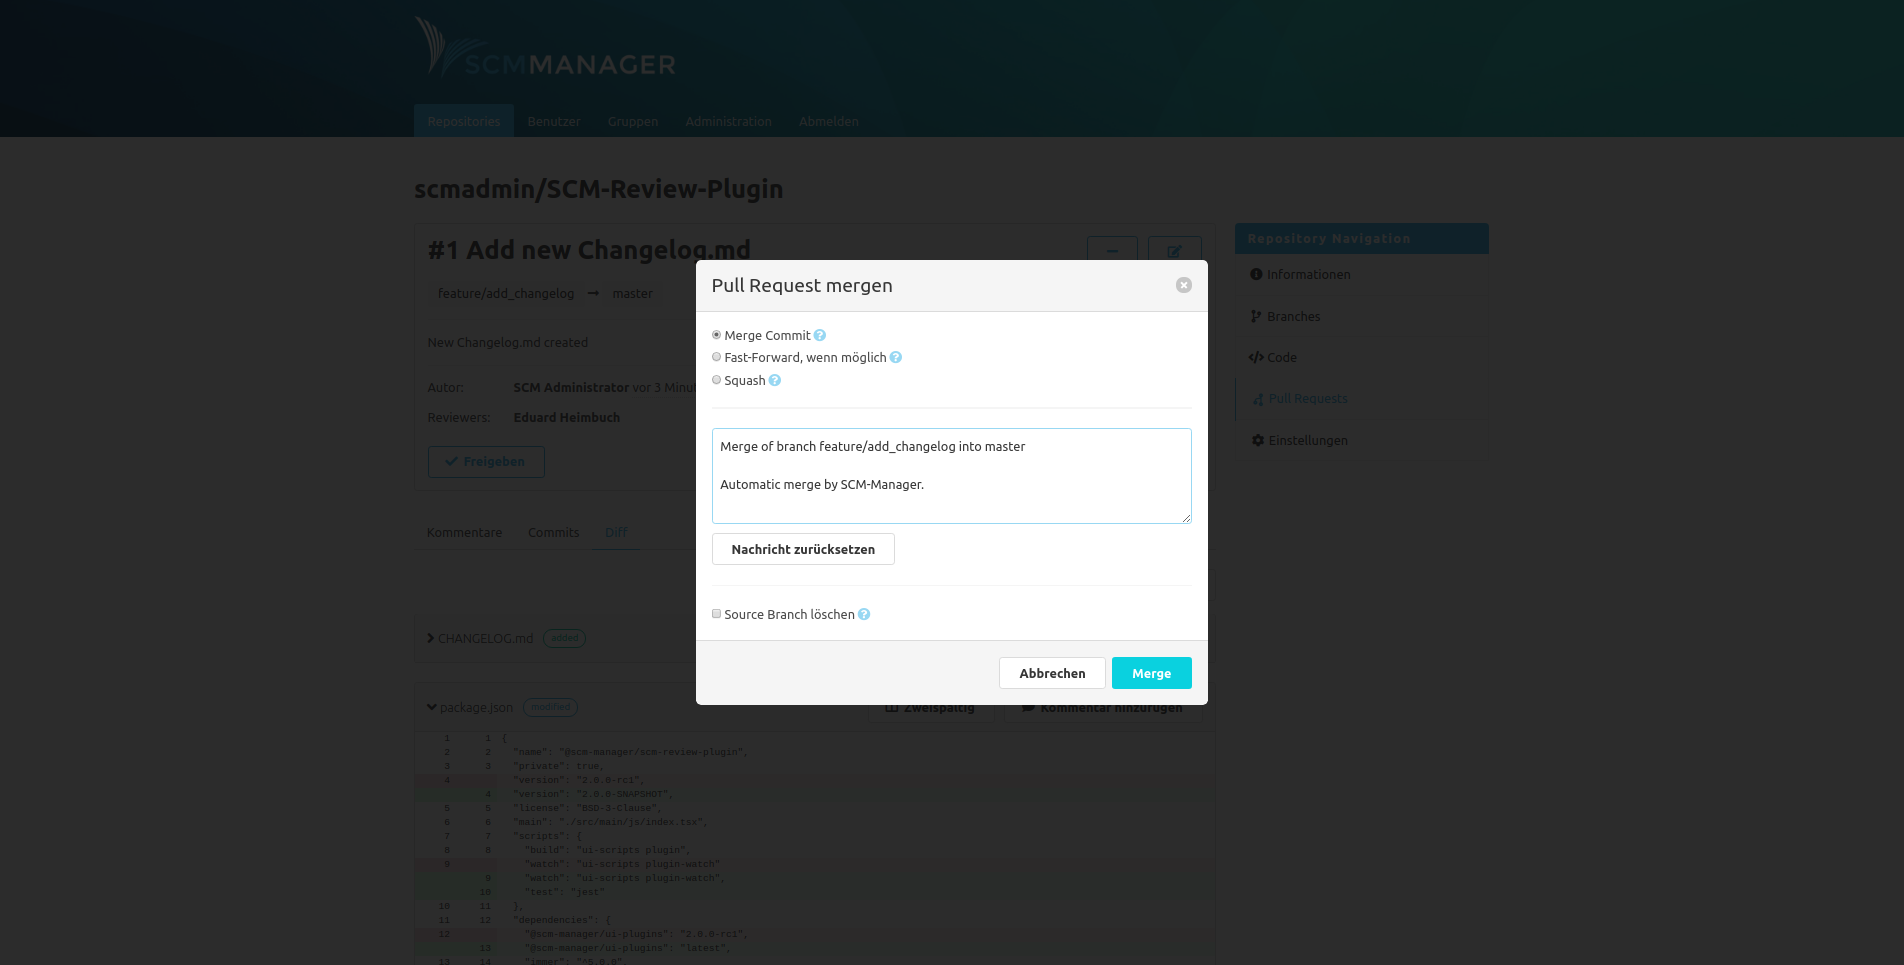 SCMMANAGER
Repositories Benutzer Gruppen Administration Abmelden
scmadmin/SCM-Review-Plugin
#1 Add new Changelog.md
feature/add_changelog → master
New Changelog.md created
Autor: SCM Administrator vor 3 Minut
Reviewers: Eduard Heimbuch
Freigeben
Kommentare Commits Diff
CHANGELOG.md added
package.json modified
Zweispaltig Kommentar hinzufügen
1 1 {
2 2 "name": "@scm-manager/scm-review-plugin",
3 3 "private": true,
4 "version": "2.0.0-rc1",
4 "version": "2.0.0-SNAPSHOT",
5 5 "license": "BSD-3-Clause",
6 6 "main": "./src/main/js/index.tsx",
7 7 "scripts": {
8 8 "build": "ui-scripts plugin",
9 "watch": "ui-scripts plugin-watch"
9 "watch": "ui-scripts plugin-watch",
10 "test": "jest"
10 11 },
11 12 "dependencies": {
12 "@scm-manager/ui-plugins": "2.0.0-rc1",
13 "@scm-manager/ui-plugins": "latest",
13 14 "immer": "^5.0.0",
Pull Request mergen
Merge Commit
Fast-Forward, wenn möglich
Squash
Merge of branch feature/add_changelog into master
Automatic merge by SCM-Manager.
Nachricht zurücksetzen
Source Branch löschen
Abbrechen Merge
Repository Navigation
Informationen
Branches
Code
Pull Requests
Einstellungen